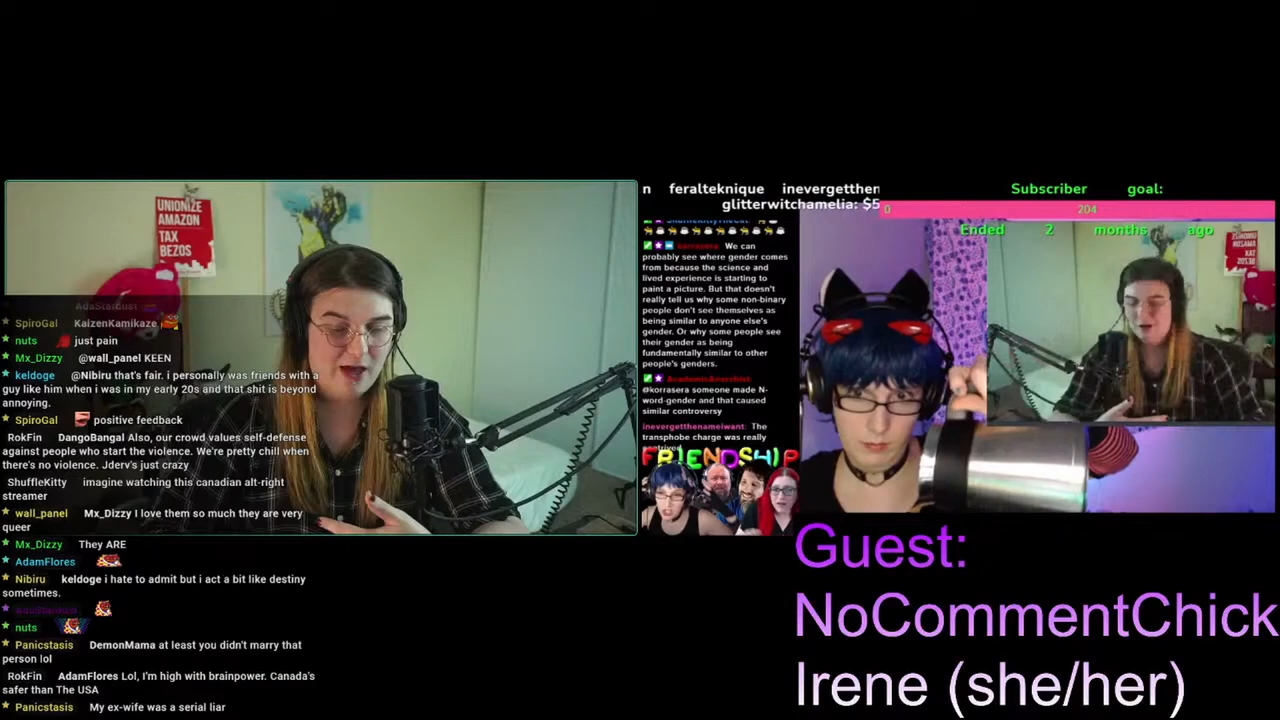 UNIONIZE
AMAZON
TAX
BEZOS
AdaStardust
SpiroGal KaizenKamikaze
nuts just pain
Mx_Dizzy @wall_panel KEEN
keldoge @Nibiru that's fair. i personally was friends with a
guy like him when i was in my early 20s and that shit is beyond
annoying.
SpiroGal positive feedback
RokFin DangoBangal Also, our crowd values self-defense
against people who start the violence. We're pretty chill when
there's no violence. Jderv's just crazy
ShuffleKitty imagine watching this canadian alt-right
streamer
wall_panel Mx_Dizzy I love them so much they are very
queer
Mx_Dizzy They ARE
AdamFlores
Nibiru keldoge i hate to admit but i act a bit like destiny
sometimes.
AdaStardust
nuts
Panicstasis DemonMama at least you didn't marry that
person lol
RokFin AdamFlores Lol, I'm high with brainpower. Canada's
safer than The USA
Panicstasis My ex-wife was a serial liar
n feralteknique inevergetthen
glitterwitchamelia: $5
korrasera We can
probably see where gender comes
from because the science and
lived experience is starting to
paint a picture. But that doesn't
really tell us why some non-binary
people don't see themselves as
being similar to anyone else's
gender. Or why some people see
their gender as being
fundamentally similar to other
people's genders.
AcademicAnarchist
@korrasera someone made N-
word-gender and that caused
similar controversy
inevergetthenameiwant: The
transphobe charge was really
FRIENDSHIP
Subscriber goal:
0 204
Ended 2 months ago
Guest:
NoCommentChick
Irene (she/her)